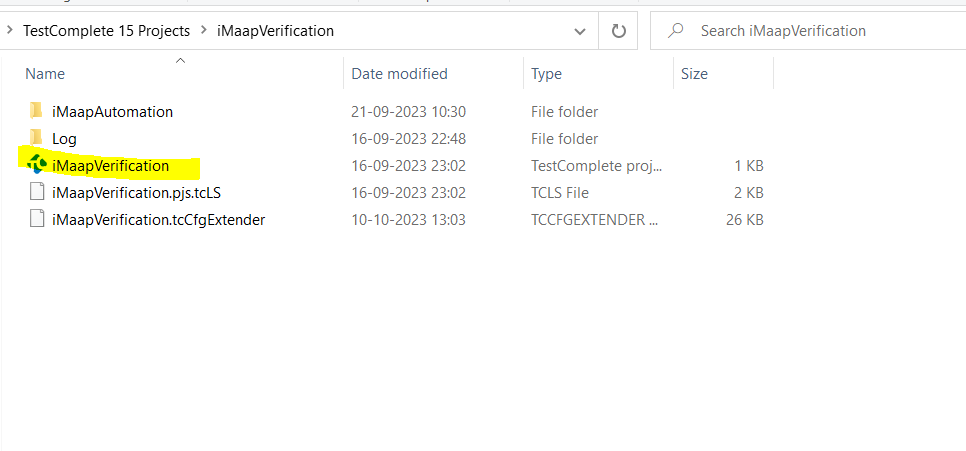 TestComplete 15 Projects iMaapVerification Search iMaapVerification
Name Date modified Type Size
iMaapAutomation 21-09-2023 10:30 File folder
Log 16-09-2023 22:48 File folder
iMaapVerification 16-09-2023 23:02 TestComplete proj... 1 KB
iMaapVerification.pjs.tcLS 16-09-2023 23:02 TCLS File 2 KB
iMaapVerification.tcCfgExtender 10-10-2023 13:03 TCCFGEXTENDER ... 26 KB